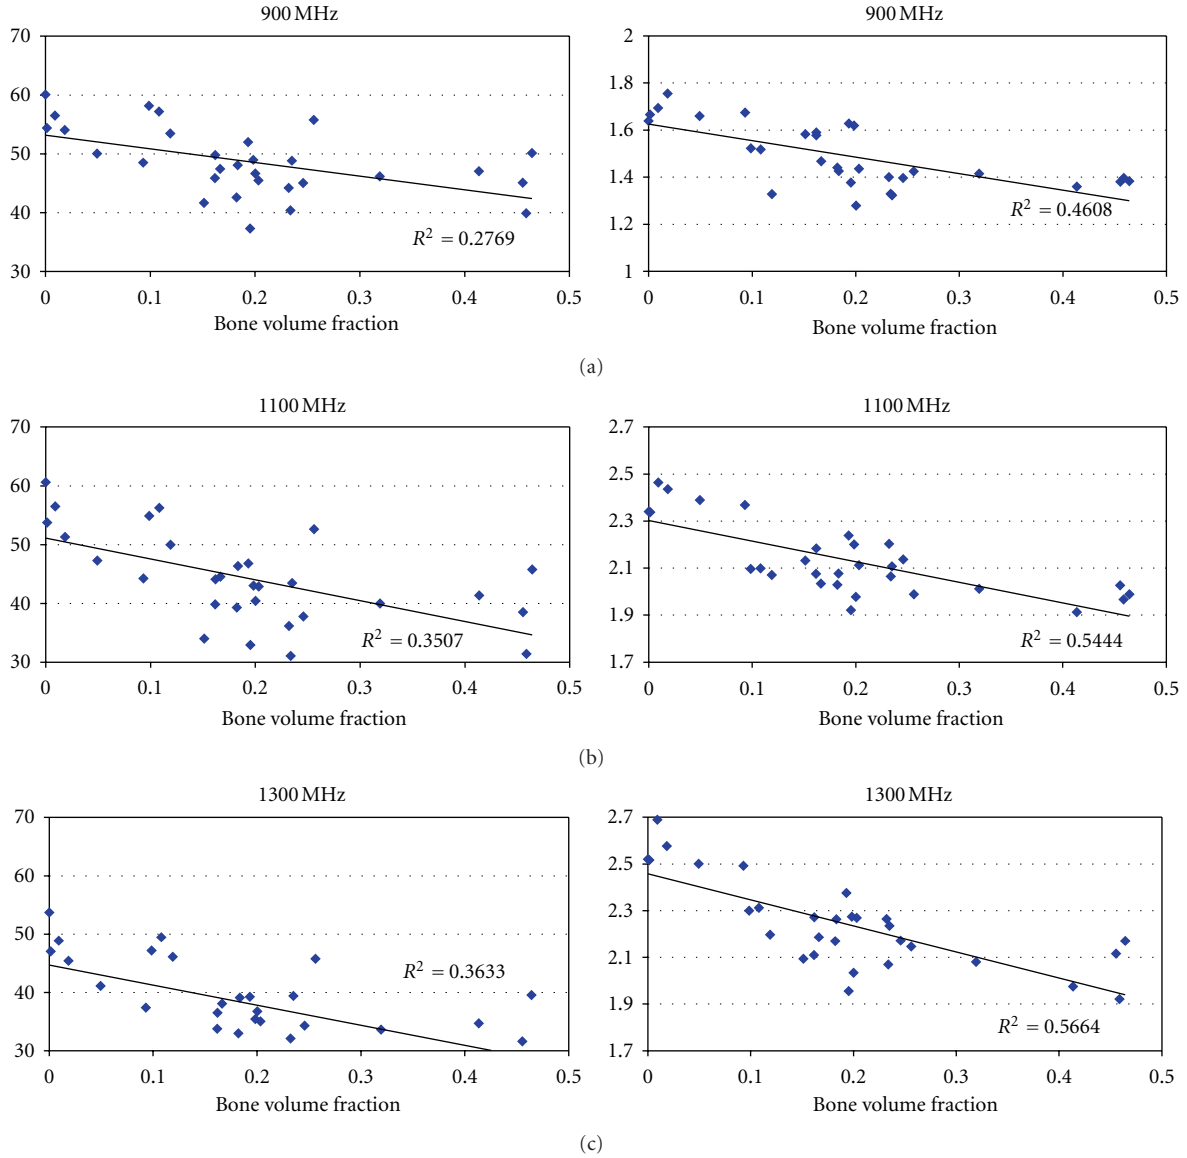 900 MHz
70
60
50
40
30
R² = 0.2769
0 0.1 0.2 0.3 0.4 0.5
Bone volume fraction
900 MHz
2
1.8
1.6
1.4
1.2
1
R² = 0.4608
0 0.1 0.2 0.3 0.4 0.5
Bone volume fraction
(a)
1100 MHz
70
60
50
40
30
R² = 0.3507
0 0.1 0.2 0.3 0.4 0.5
Bone volume fraction
1100 MHz
2.7
2.5
2.3
2.1
1.9
1.7
R² = 0.5444
0 0.1 0.2 0.3 0.4 0.5
Bone volume fraction
(b)
1300 MHz
70
60
50
40
30
R² = 0.3633
0 0.1 0.2 0.3 0.4 0.5
Bone volume fraction
1300 MHz
2.7
2.5
2.3
2.1
1.9
1.7
R² = 0.5664
0 0.1 0.2 0.3 0.4 0.5
Bone volume fraction
(c)